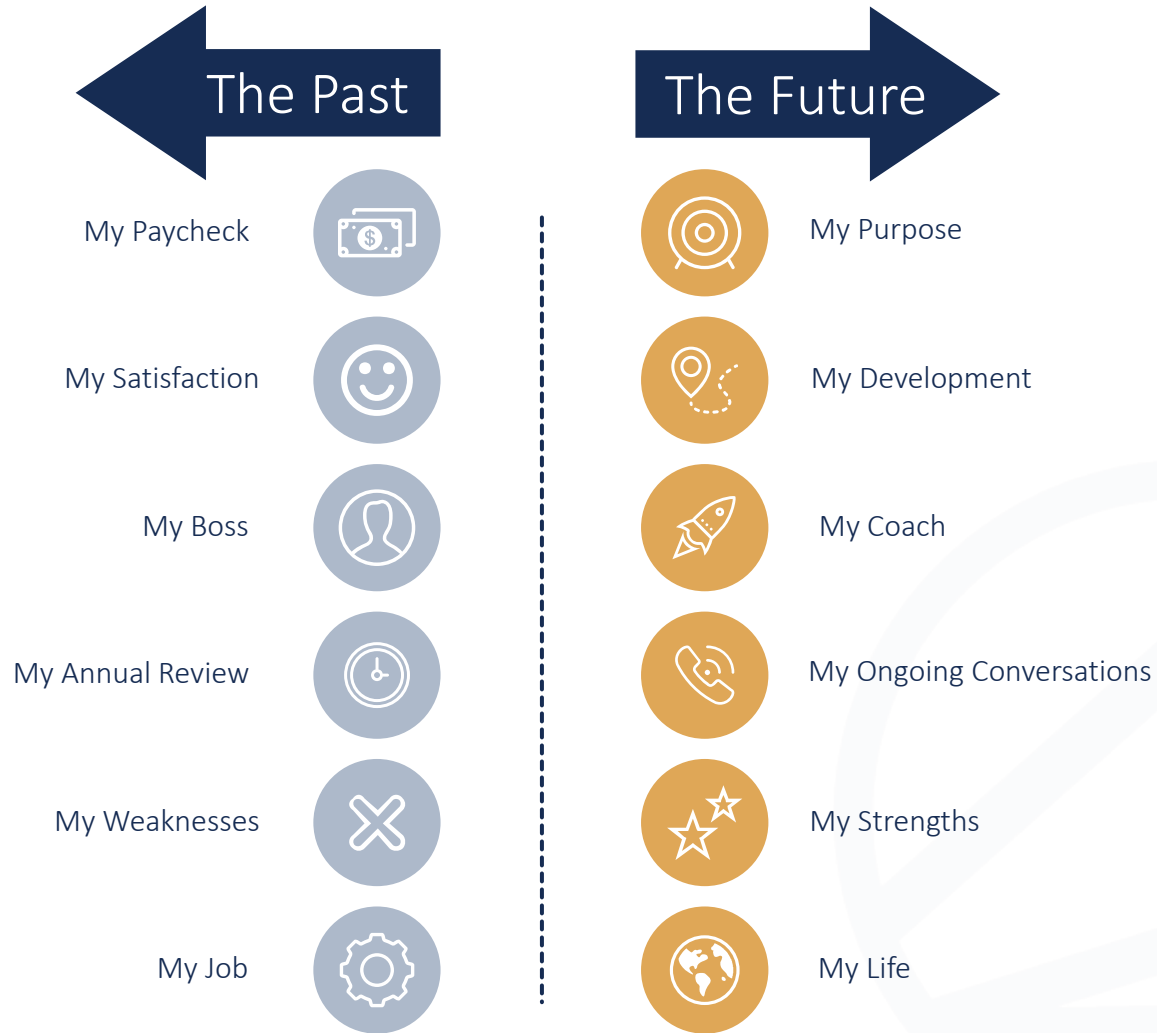 The Past
The Future
My Paycheck
$
My Purpose
My Satisfaction
My Development
My Boss
My Coach
My Annual Review
My Ongoing Conversations
My Weaknesses
My Strengths
My Job
My Life